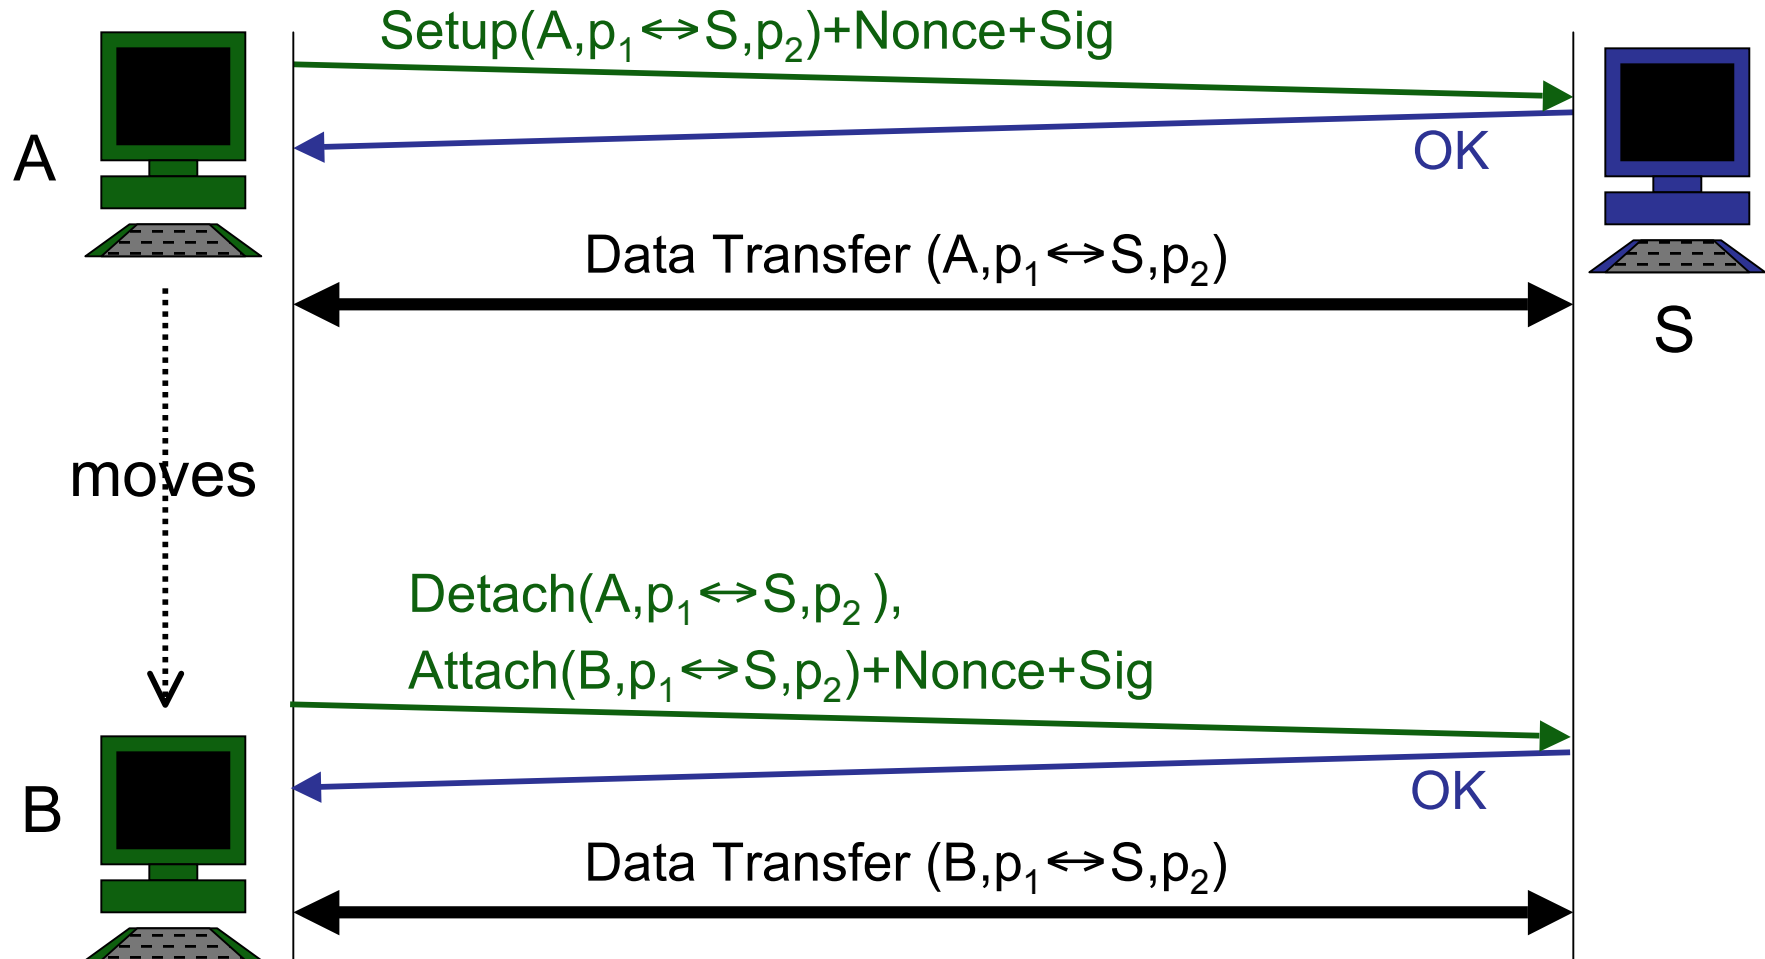 Setup(A,p₁↔S,p₂)+Nonce+Sig
A
OK
Data Transfer (A,p₁↔S,p₂)
S
moves
Detach(A,p₁↔S,p₂ ),
Attach(B,p₁↔S,p₂)+Nonce+Sig
B
OK
Data Transfer (B,p₁↔S,p₂)